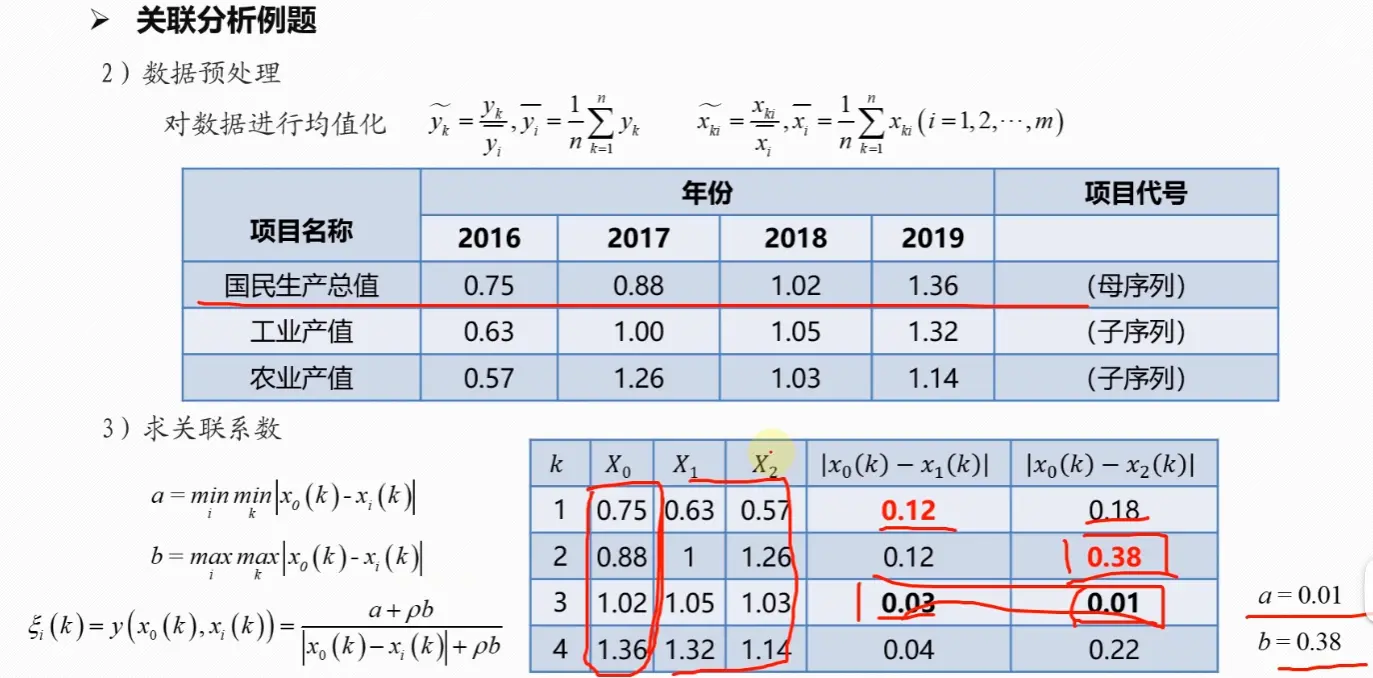 ➢ 关联分析例题
2）数据预处理
对数据进行均值化 $\widetilde{y_k}=\frac{y_k}{\overline{y_i}},\overline{y_i}=\frac{1}{n}\sum_{k=1}^{n}y_k$ $\widetilde{x_{ki}}=\frac{x_{ki}}{\overline{x_i}},\overline{x_i}=\frac{1}{n}\sum_{k=1}^{n}x_{ki}(i=1,2,\cdots,m)$
项目名称 年份 项目代号
2016 2017 2018 2019
国民生产总值 0.75 0.88 1.02 1.36 (母序列)
工业产值 0.63 1.00 1.05 1.32 (子序列)
农业产值 0.57 1.26 1.03 1.14 (子序列)
3）求关联系数
$a=\min_i\min_k|x_0(k)-x_i(k)|$
$b=\max_i\max_k|x_0(k)-x_i(k)|$
$\xi_i(k)=y(x_0(k),x_i(k))=\frac{a+\rho b}{|x_0(k)-x_i(k)|+\rho b}$
k X₀ X₁ X₂ |x₀(k) − x₁(k)| |x₀(k) − x₂(k)|
1 0.75 0.63 0.57 0.12 0.18
2 0.88 1 1.26 0.12 0.38
3 1.02 1.05 1.03 0.03 0.01
4 1.36 1.32 1.14 0.04 0.22
a = 0.01
b = 0.38